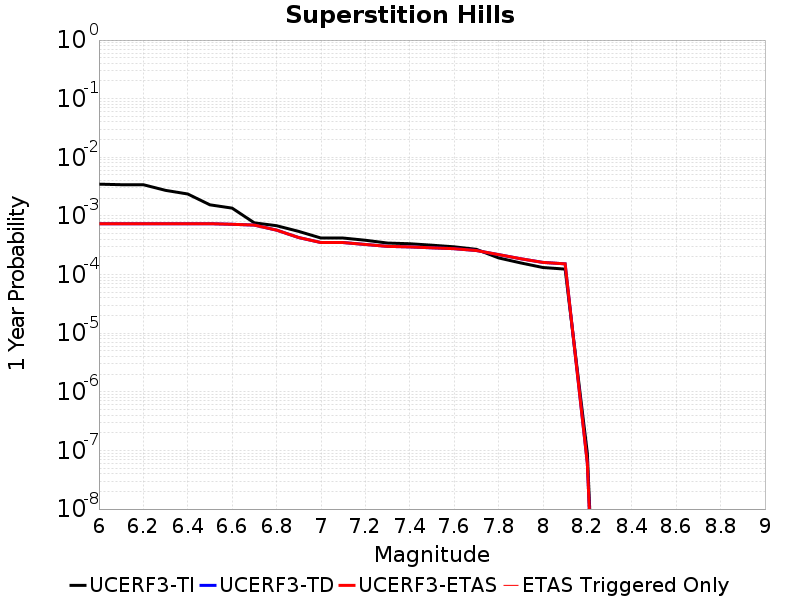 Superstition Hills
10^0
10^-1
10^-2
10^-3
10^-4
10^-5
10^-6
10^-7
10^-8
1 Year Probability
6 6.2 6.4 6.6 6.8 7 7.2 7.4 7.6 7.8 8 8.2 8.4 8.6 8.8 9
Magnitude
UCERF3-TI UCERF3-TD UCERF3-ETAS ETAS Triggered Only